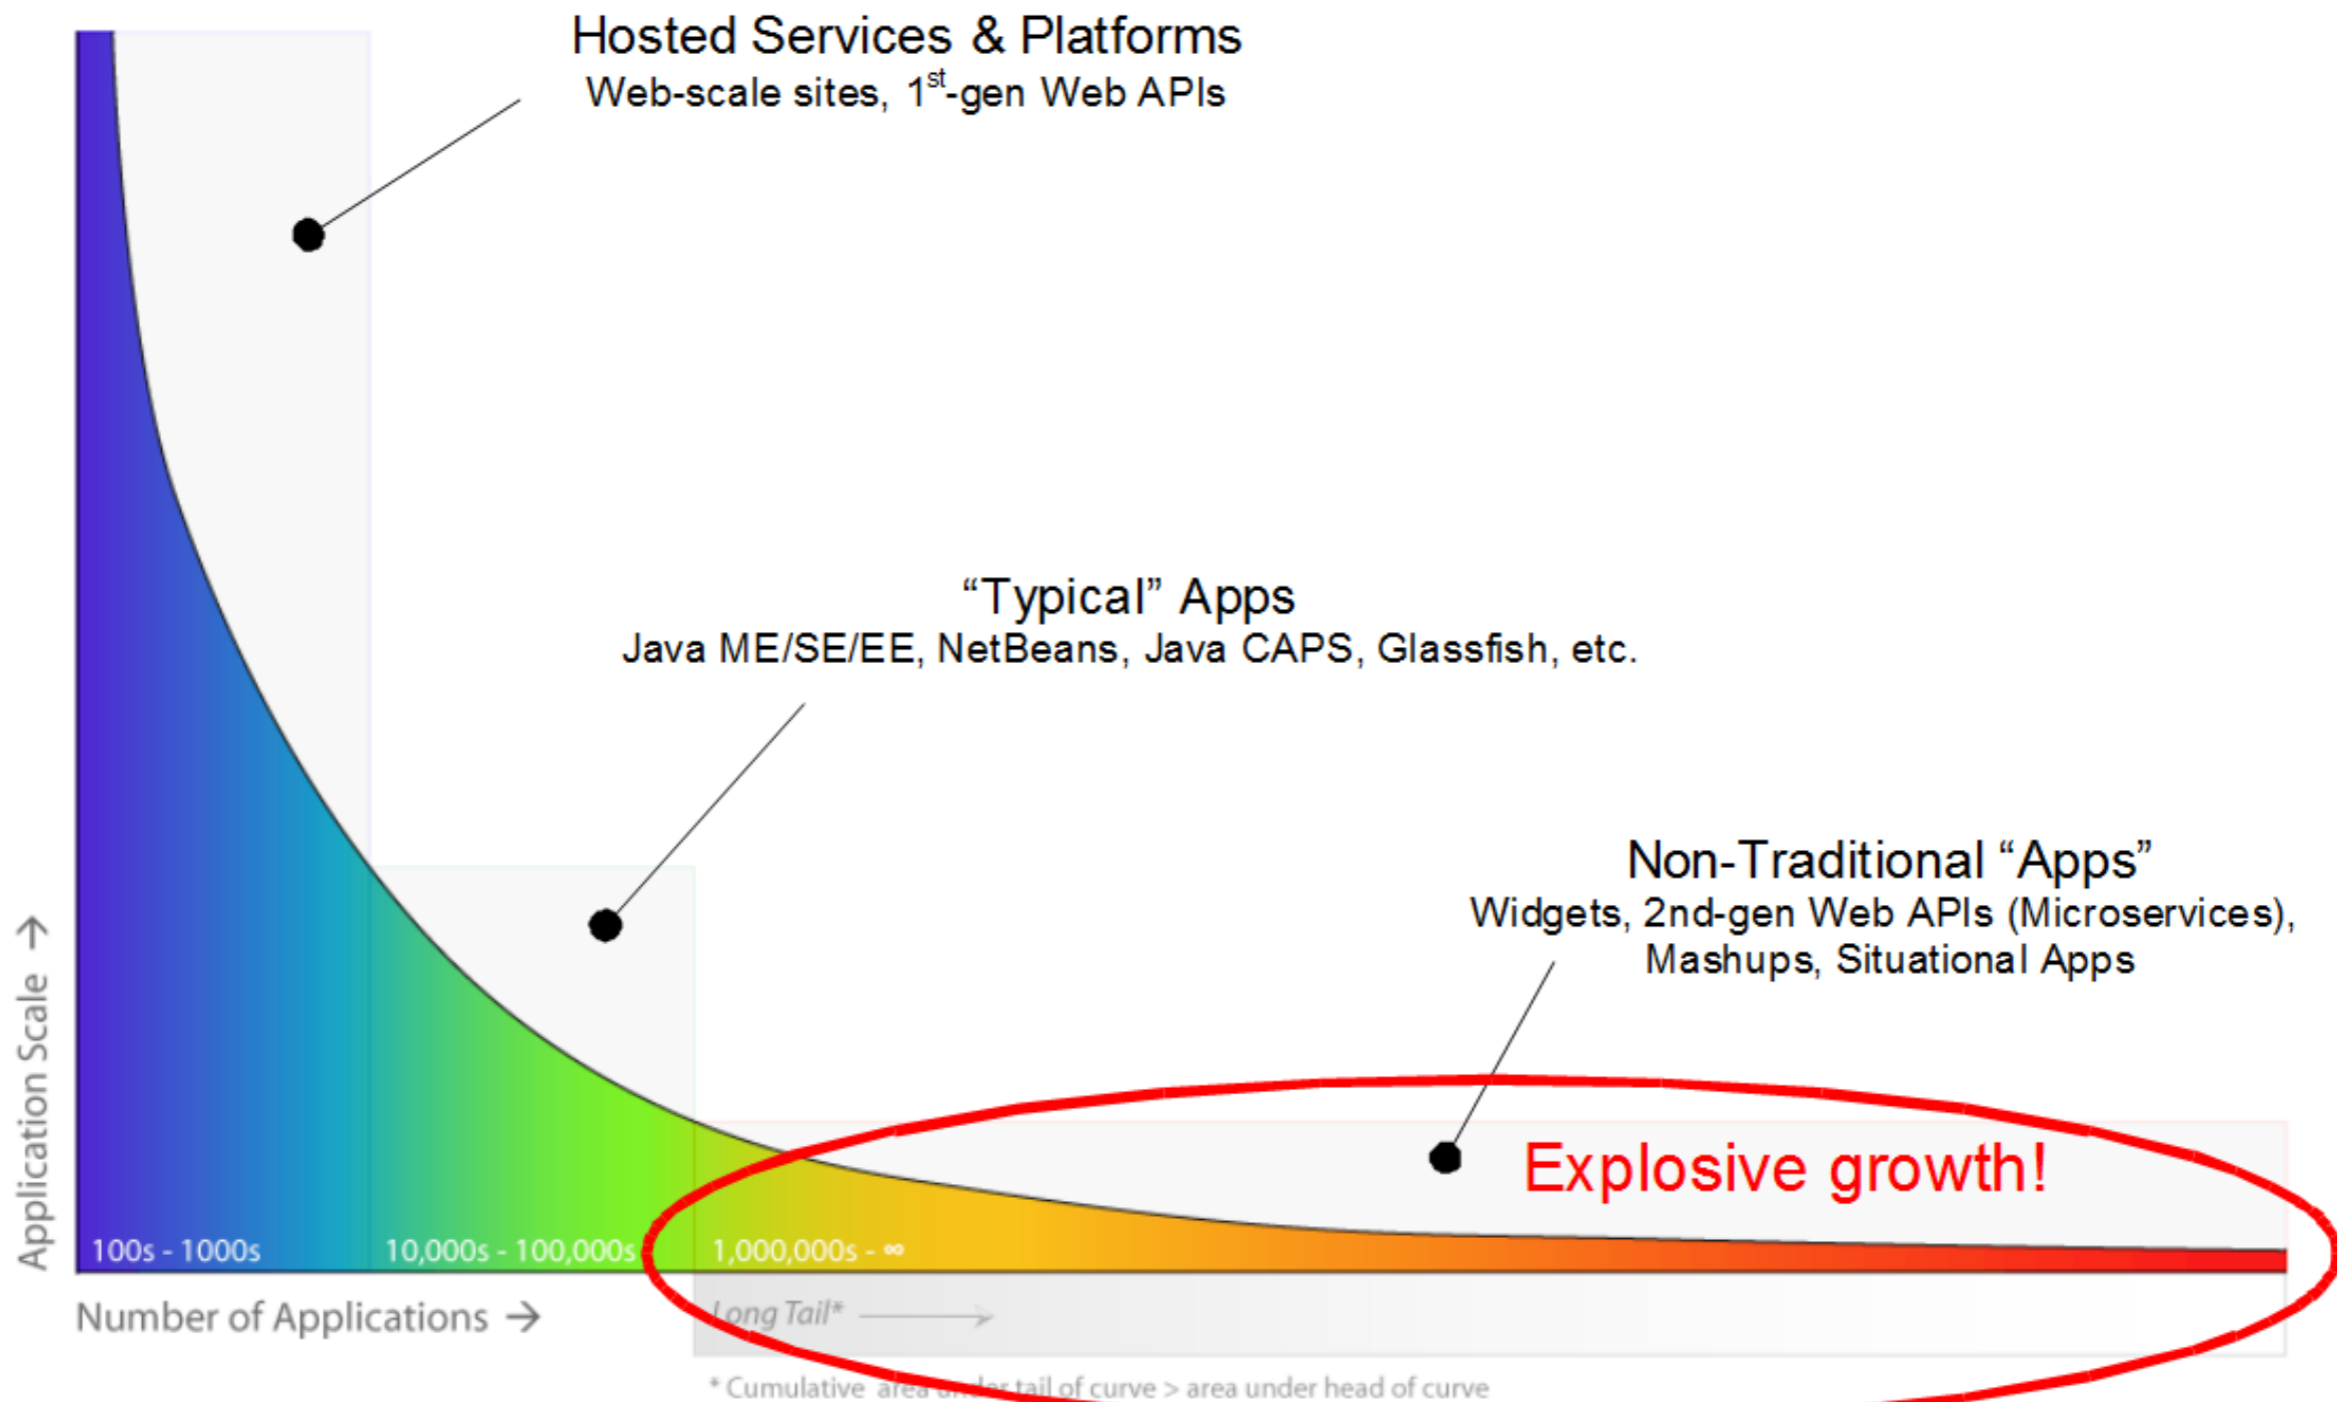 Hosted Services & Platforms
Web-scale sites, 1st-gen Web APIs
“Typical” Apps
Java ME/SE/EE, NetBeans, Java CAPS, Glassfish, etc.
Non-Traditional “Apps”
Widgets, 2nd-gen Web APIs (Microservices),
Mashups, Situational Apps
Explosive growth!
Application Scale →
100s - 1000s
10,000s - 100,000s
1,000,000s - ∞
Number of Applications →
Long Tail*
* Cumulative area under tail of curve > area under head of curve